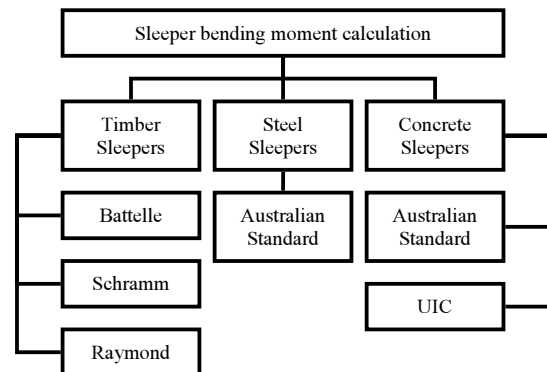 Sleeper bending moment calculation
Timber
Sleepers
Steel
Sleepers
Concrete
Sleepers
Battelle
Australian
Standard
Australian
Standard
Schramm
UIC
Raymond